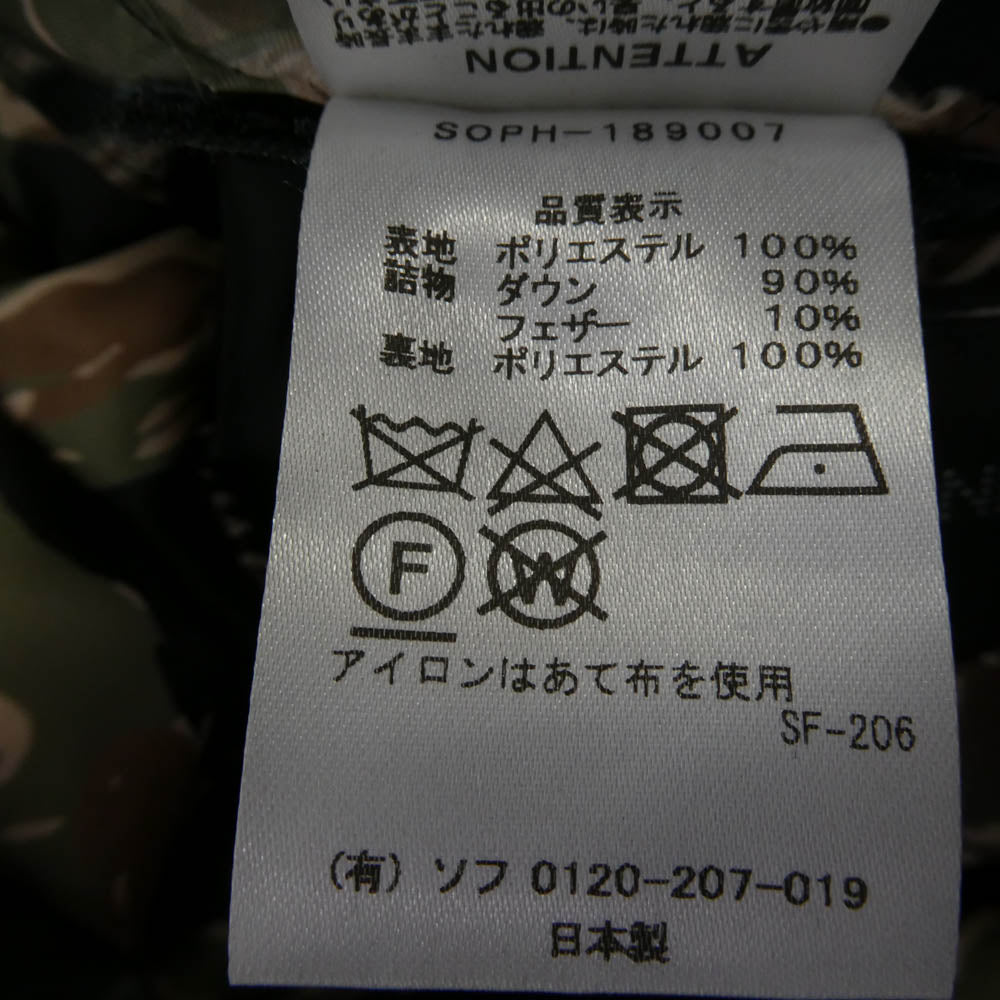 ATTENTION
SOPH-189007
品質表示
表地 ポリエステル 100%
詰物 ダウン 90%
フェザー 10%
裏地 ポリエステル 100%
F
W
アイロンはあて布を使用
SF-206
(有) ソフ 0120-207-019
日本製